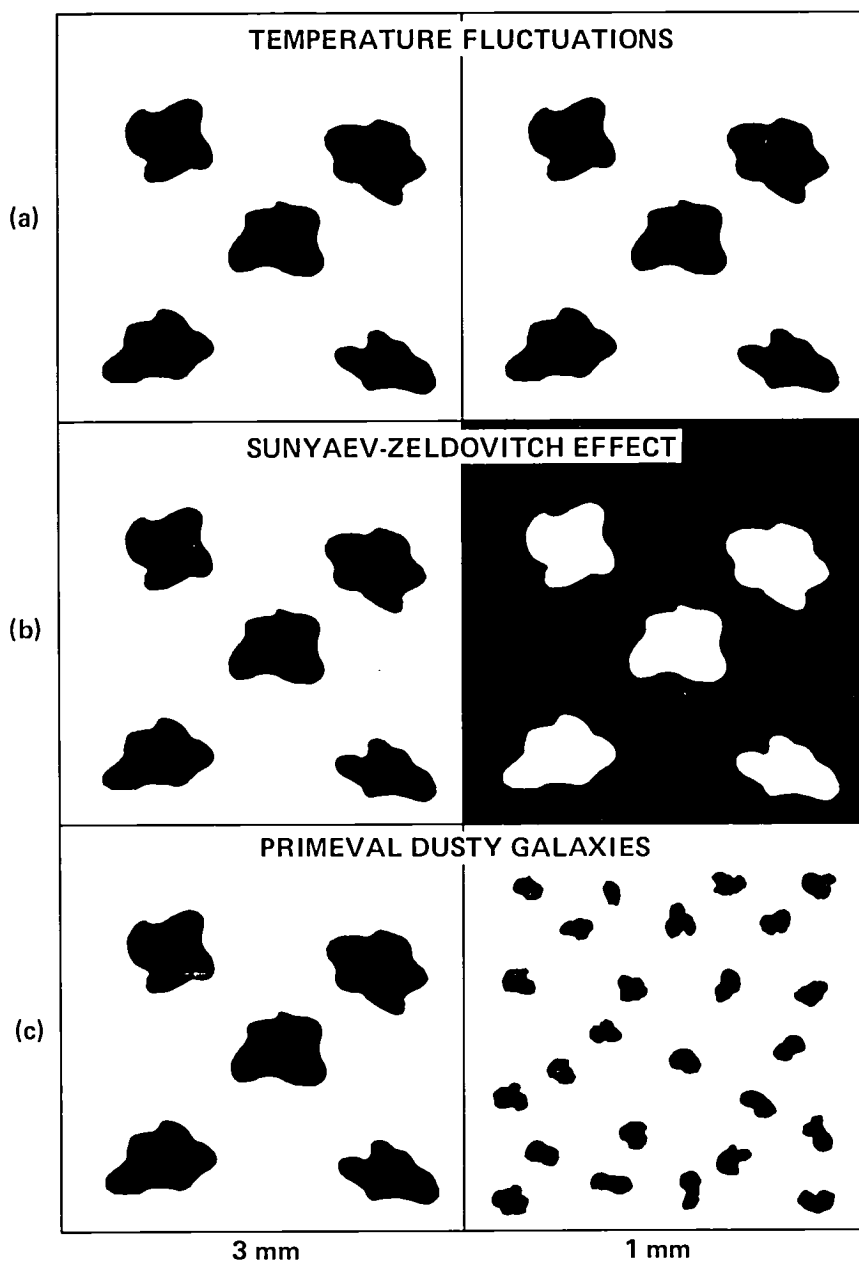 TEMPERATURE FLUCTUATIONS
(a)
SUNYAEV-ZELDOVITCH EFFECT
(b)
PRIMEVAL DUSTY GALAXIES
(c)
3 mm
1 mm